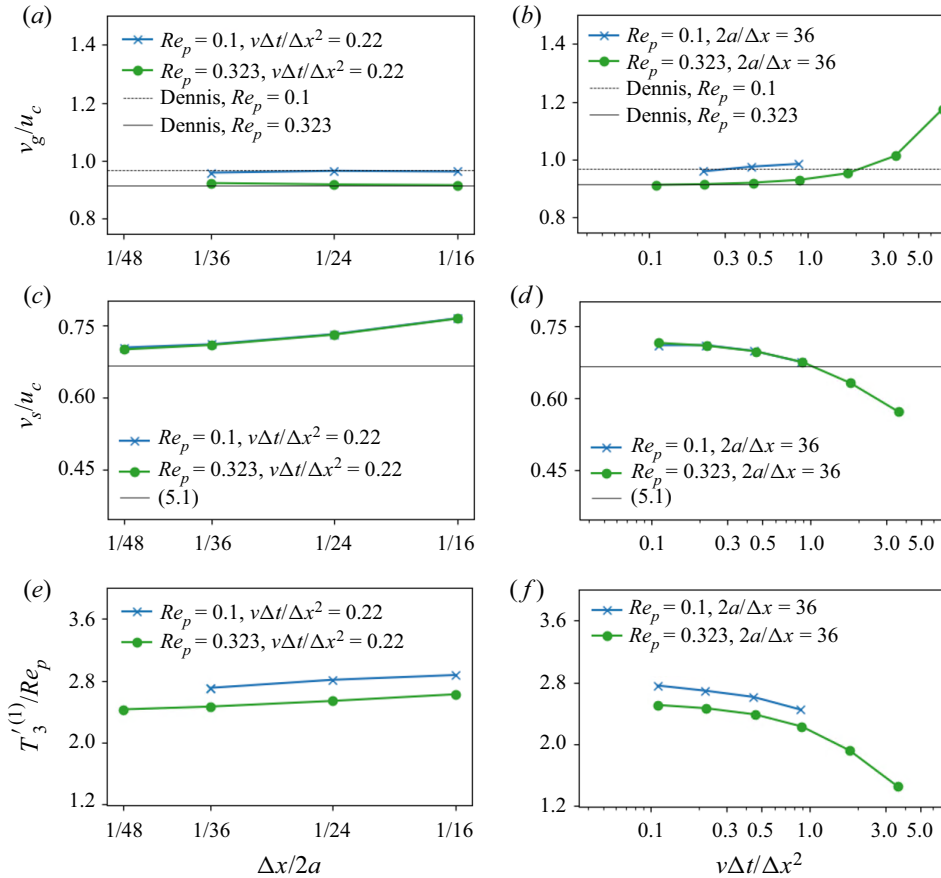 (a)
1.4
1.2
1.0
0.8
v_g/u_c
Re_p = 0.1, νΔt/Δx² = 0.22
Re_p = 0.323, νΔt/Δx² = 0.22
Dennis, Re_p = 0.1
Dennis, Re_p = 0.323
1/48 1/36 1/24 1/16
(b)
1.4
1.2
1.0
0.8
Re_p = 0.1, 2a/Δx = 36
Re_p = 0.323, 2a/Δx = 36
Dennis, Re_p = 0.1
Dennis, Re_p = 0.323
0.1 0.3 0.5 1.0 3.0 5.0
(c)
0.75
0.60
0.45
v_s/u_c
Re_p = 0.1, νΔt/Δx² = 0.22
Re_p = 0.323, νΔt/Δx² = 0.22
(5.1)
1/48 1/36 1/24 1/16
(d)
0.75
0.60
0.45
Re_p = 0.1, 2a/Δx = 36
Re_p = 0.323, 2a/Δx = 36
(5.1)
0.1 0.3 0.5 1.0 3.0 5.0
(e)
3.6
2.8
2.0
1.2
T_3′^(1)/Re_p
Re_p = 0.1, νΔt/Δx² = 0.22
Re_p = 0.323, νΔt/Δx² = 0.22
1/48 1/36 1/24 1/16
Δx/2a
(f)
3.6
2.8
2.0
1.2
Re_p = 0.1, 2a/Δx = 36
Re_p = 0.323, 2a/Δx = 36
0.1 0.3 0.5 1.0 3.0 5.0
νΔt/Δx²